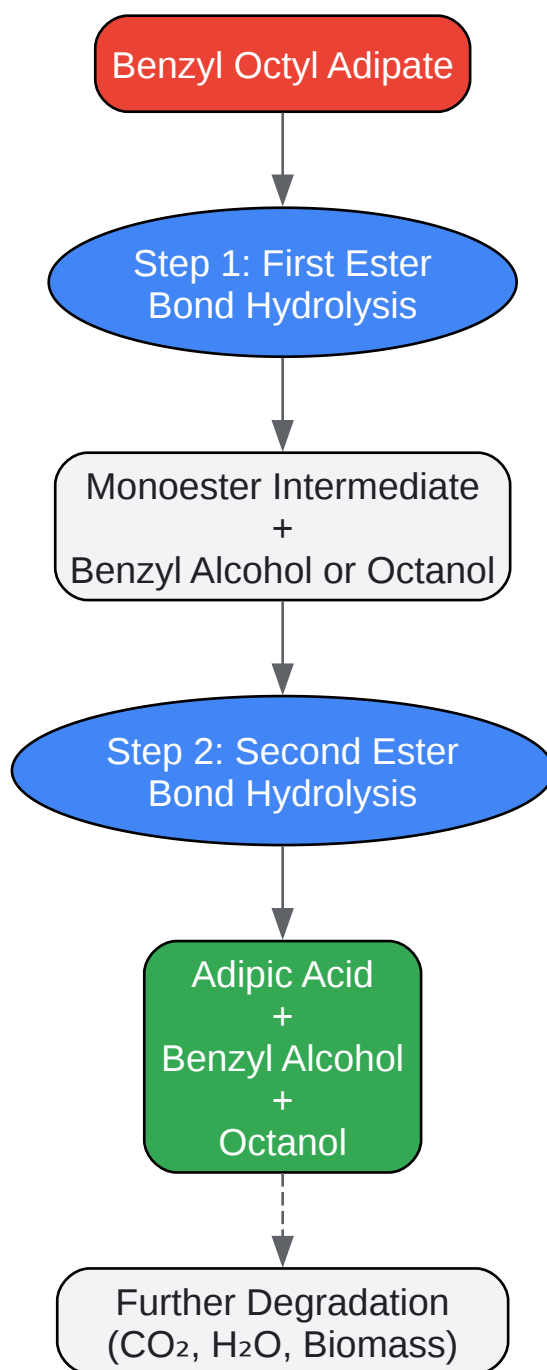 Benzyl Octyl Adipate
Step 1: First Ester
Bond Hydrolysis
Monoester Intermediate
+
Benzyl Alcohol or Octanol
Step 2: Second Ester
Bond Hydrolysis
Adipic Acid
+
Benzyl Alcohol
+
Octanol
Further Degradation
(CO₂, H₂O, Biomass)